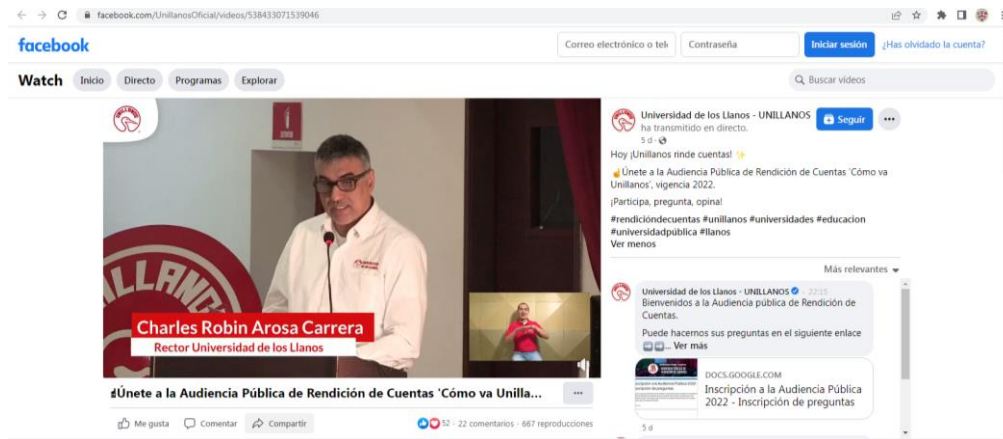 facebook.com/UnillanosOficial/videos/538433071539046
facebook
Correo electrónico o telé
Contraseña
Iniciar sesión
¿Has olvidado la cuenta?
Watch
Inicio
Directo
Programas
Explorar
Buscar vídeos
UNILLANOS
UNILLANOS
Charles Robin Arosa Carrera
Rector Universidad de los Llanos
Universidad de los Llanos - UNILLANOS
ha transmitido en directo.
5 d ·
Seguir
Hoy ¡Unillanos rinde cuentas! ✨
☝️Únete a la Audiencia Pública de Rendición de Cuentas 'Cómo va
Unillanos', vigencia 2022.
¡Participa, pregunta, opina!
#rendicióndecuentas #unillanos #universidades #educacion
#universidadpública #llanos
Ver menos
Más relevantes
Universidad de los Llanos - UNILLANOS · 22:15
Bienvenidos a la Audiencia pública de Rendición de
Cuentas.
Puede hacernos sus preguntas en el siguiente enlace
➡️➡️... Ver más
DOCS.GOOGLE.COM
Inscripción a la Audiencia Pública
2022 - Inscripción de preguntas
5 d
☝️Únete a la Audiencia Pública de Rendición de Cuentas 'Cómo va Unilla...
Me gusta
Comentar
Compartir
52 · 22 comentarios · 667 reproducciones